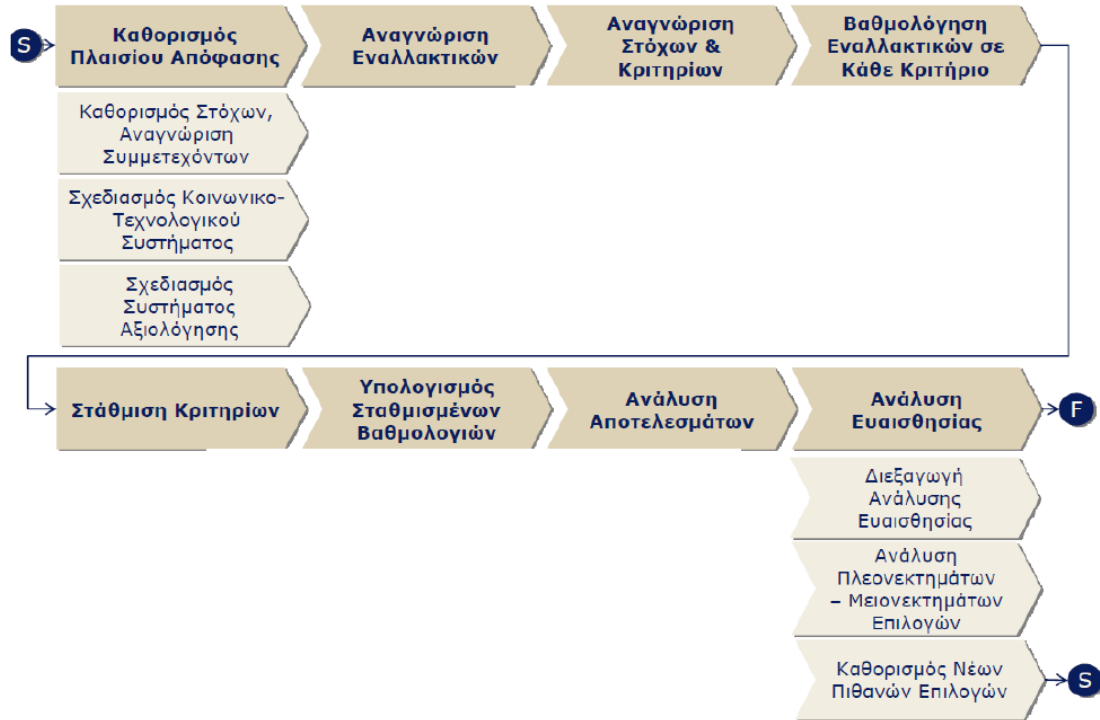 S
Καθορισμός
Πλαισίου Απόφασης
Αναγνώριση
Εναλλακτικών
Αναγνώριση
Στόχων &
Κριτηρίων
Βαθμολόγηση
Εναλλακτικών σε
Κάθε Κριτήριο
Καθορισμός Στόχων,
Αναγνώριση
Συμμετεχόντων
Σχεδιασμός Κοινωνικο-
Τεχνολογικού
Συστήματος
Σχεδιασμός
Συστήματος
Αξιολόγησης
Στάθμιση Κριτηρίων
Υπολογισμός
Σταθμισμένων
Βαθμολογιών
Ανάλυση
Αποτελεσμάτων
Ανάλυση
Ευαισθησίας
F
Διεξαγωγή
Ανάλυσης
Ευαισθησίας
Ανάλυση
Πλεονεκτημάτων
– Μειονεκτημάτων
Επιλογών
Καθορισμός Νέων
Πιθανών Επιλογών
S